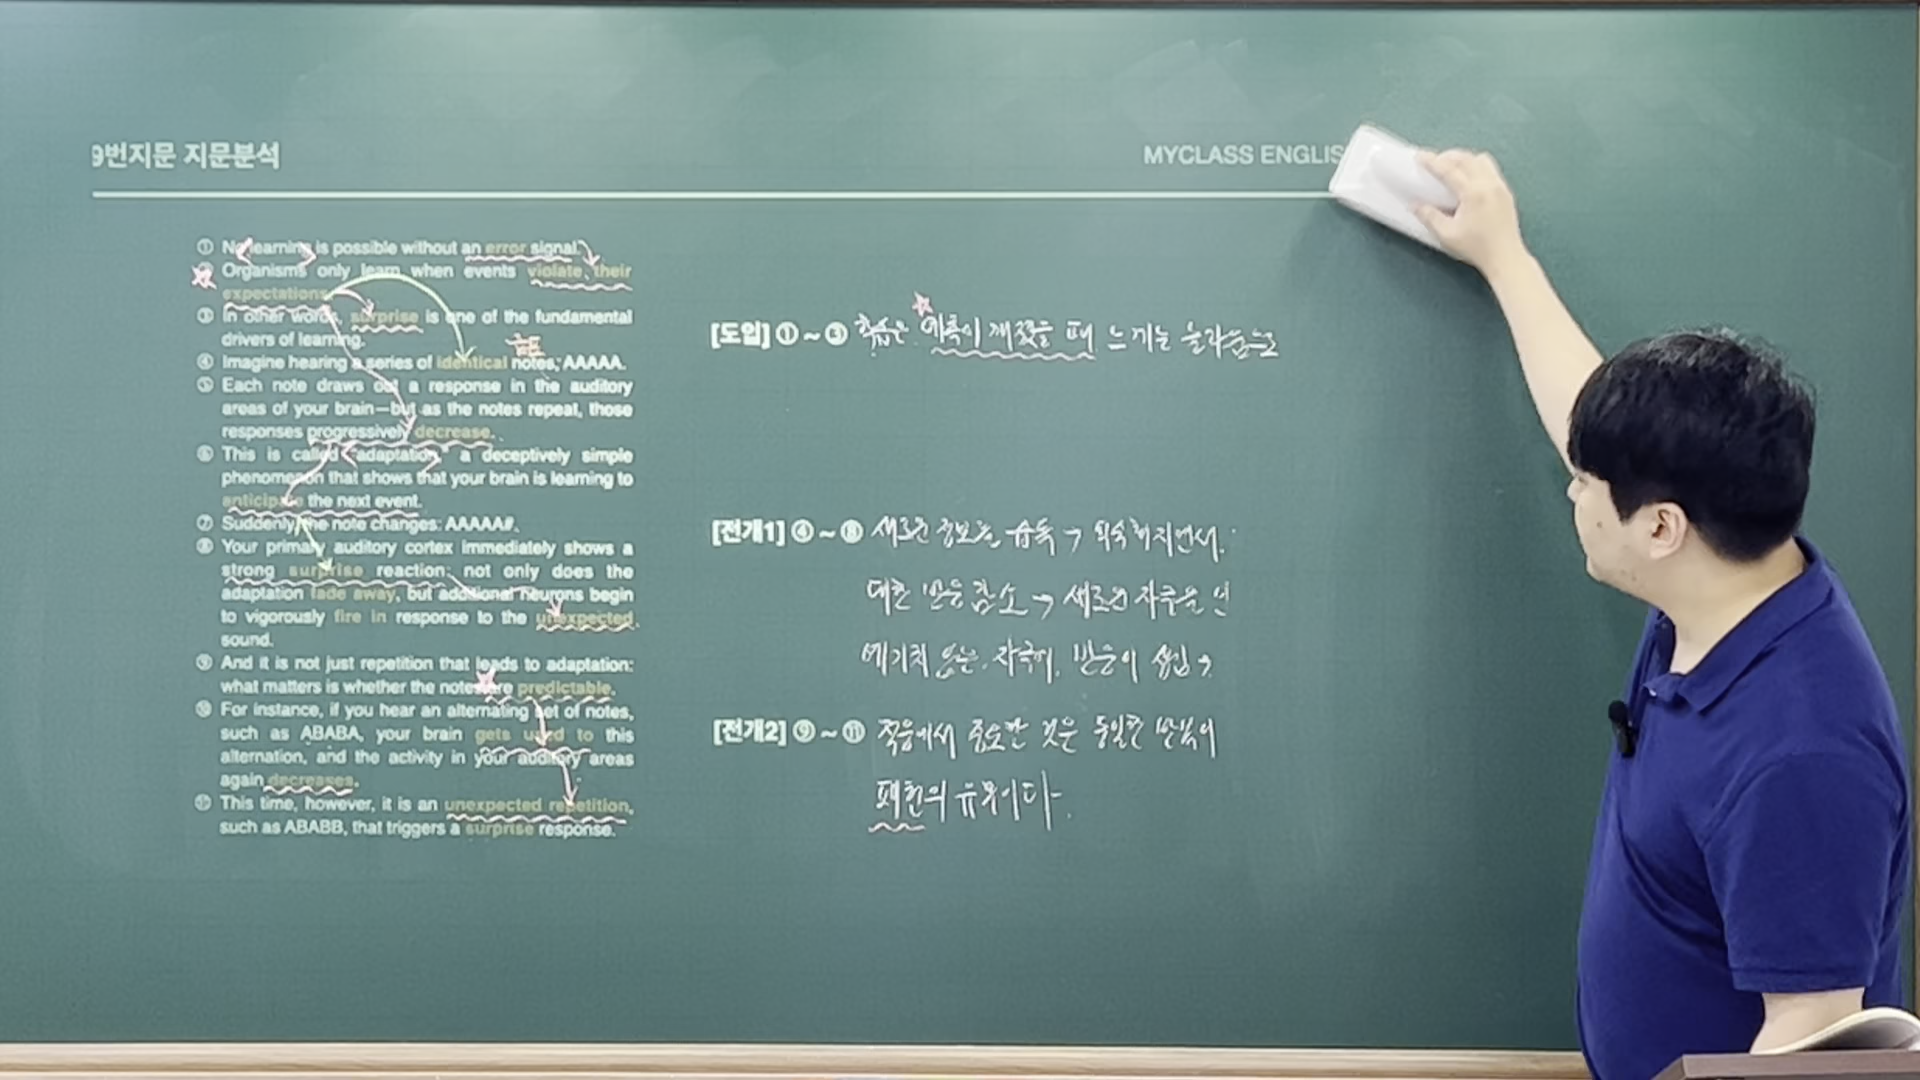 9번지문 지문분석
MYCLASS ENGLIS
① No learning is possible without an error signal.
② Organisms only learn when events violate their
expectations.
③ In other words, surprise is one of the fundamental
drivers of learning.
④ Imagine hearing a series of identical notes, AAAAA.
⑤ Each note draws out a response in the auditory
areas of your brain—but as the notes repeat, those
responses progressively decrease.
⑥ This is called "adaptation," a deceptively simple
phenomenon that shows that your brain is learning to
anticipate the next event.
⑦ Suddenly, the note changes: AAAAA#.
⑧ Your primary auditory cortex immediately shows a
strong surprise reaction: not only does the
adaptation fade away, but additional neurons begin
to vigorously fire in response to the unexpected
sound.
⑨ And it is not just repetition that leads to adaptation:
what matters is whether the notes are predictable.
⑩ For instance, if you hear an alternating set of notes,
such as ABABA, your brain gets used to this
alternation, and the activity in your auditory areas
again decreases.
⑪ This time, however, it is an unexpected repetition,
such as ABABB, that triggers a surprise response.
[도입] ① ~ ③ 학습은 예측이 깨졌을 때 느끼는 놀라움으로
[전개1] ④ ~ ⑧ 새로운 정보를 습득 → 익숙해지면서
대한 반응 감소 → 새로운 자극을
예기치 않은 자극에 반응이
[전개2] ⑨ ~ ⑪ 적응에서 중요한 것은 동일한 반복이
패턴의 유무이다.